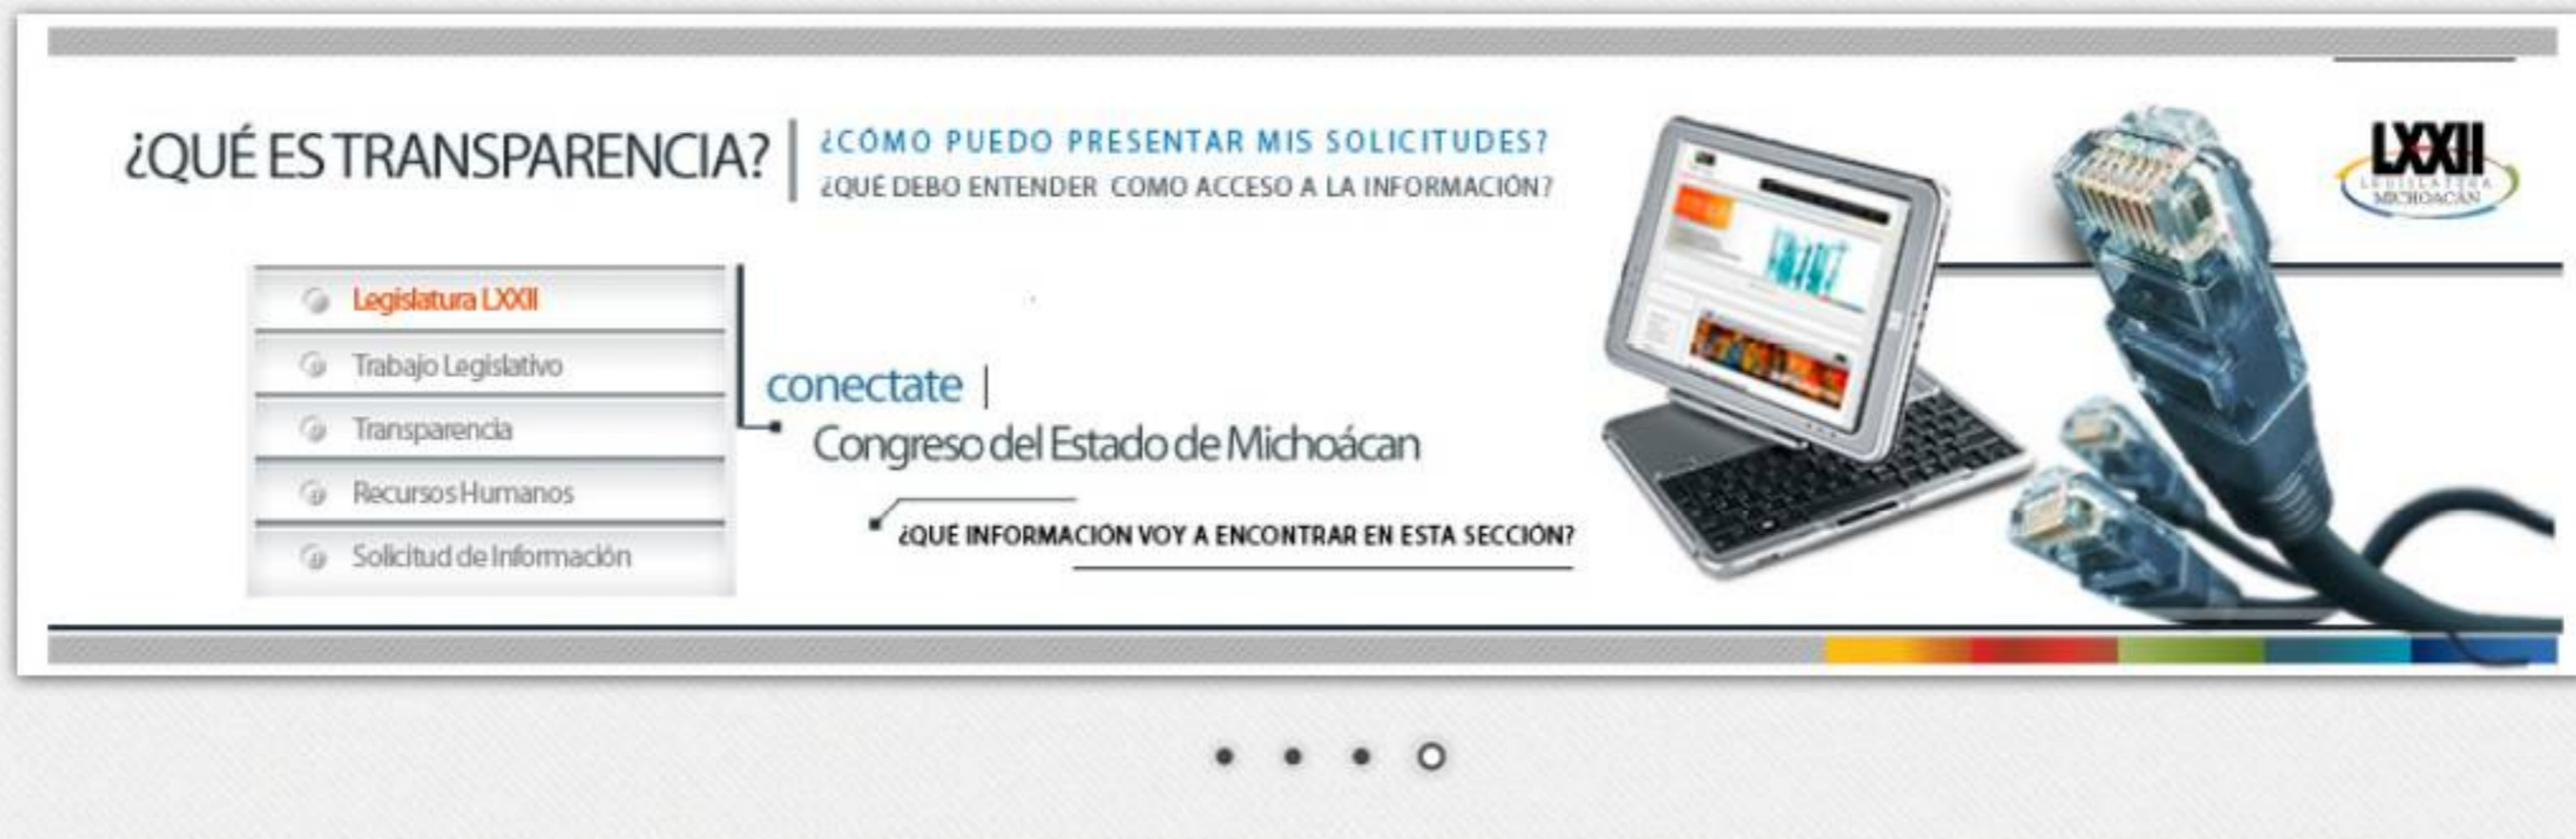 ¿QUÉ ES TRANSPARENCIA?
¿CÓMO PUEDO PRESENTAR MIS SOLICITUDES?
¿QUÉ DEBO ENTENDER COMO ACCESO A LA INFORMACIÓN?
LXXII
LEGISLATURA
MICHOACÁN
Legislatura LXXII
Trabajo Legislativo
Transparencia
Recursos Humanos
Solicitud de Información
conectate
Congreso del Estado de Michoácan
¿QUÉ INFORMACIÓN VOY A ENCONTRAR EN ESTA SECCIÓN?